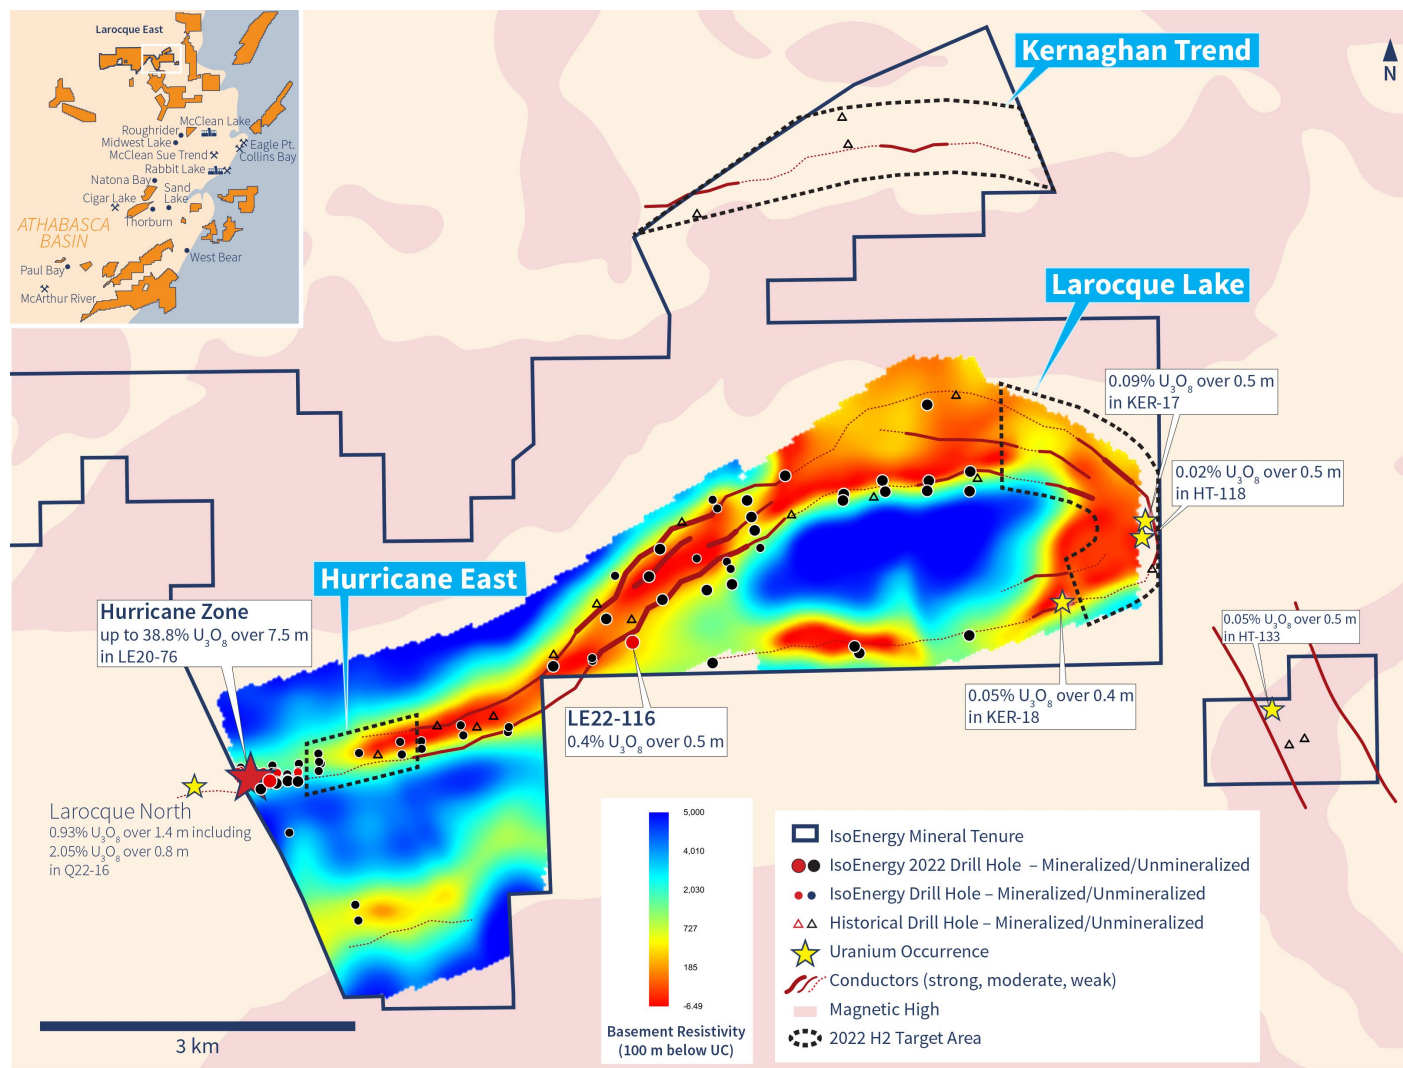 Larocque East
McClean Lake
Roughrider
Midwest Lake
McClean Sue Trend
Eagle Pt.
Collins Bay
Rabbit Lake
Natona Bay
Sand
Lake
Cigar Lake
Thorburn
ATHABASCA
BASIN
West Bear
Paul Bay
McArthur River
Kernaghan Trend
N
Larocque Lake
0.09% U3O8 over 0.5 m
in KER-17
0.02% U3O8 over 0.5 m
in HT-118
Hurricane East
Hurricane Zone
up to 38.8% U3O8 over 7.5 m
in LE20-76
0.05% U3O8 over 0.5 m
in HT-133
0.05% U3O8 over 0.4 m
in KER-18
LE22-116
0.4% U3O8 over 0.5 m
Larocque North
0.93% U3O8 over 1.4 m including
2.05% U3O8 over 0.8 m
in Q22-16
5,000
4,010
2,030
727
185
-6.49
Basement Resistivity
(100 m below UC)
IsoEnergy Mineral Tenure
IsoEnergy 2022 Drill Hole – Mineralized/Unmineralized
IsoEnergy Drill Hole – Mineralized/Unmineralized
Historical Drill Hole – Mineralized/Unmineralized
Uranium Occurrence
Conductors (strong, moderate, weak)
Magnetic High
2022 H2 Target Area
3 km